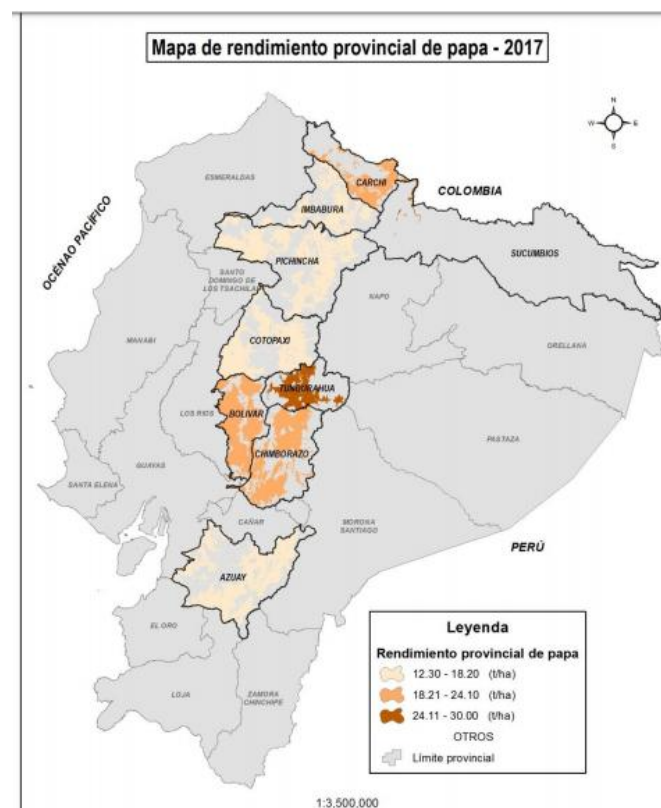 Mapa de rendimiento provincial de papa - 2017
N
W E
S
ESMERALDAS
CARCHI
COLOMBIA
IMBABURA
OCÉNAO PACÍFICO
SUCUMBIOS
PICHINCHA
SANTO
DOMINGO DE
LOS TSACHILAS
NAPO
ORELLANA
MANABI
COTOPAXI
TUNGURAHUA
LOS RIOS
BOLIVAR
PASTAZA
CHIMBORAZO
GUAYAS
SANTA ELENA
CAÑAR
MORONA
SANTIAGO
PERÚ
AZUAY
EL ORO
LOJA
ZAMORA
CHINCHIPE
Leyenda
Rendimiento provincial de papa
12.30 - 18.20 (t/ha)
18.21 - 24.10 (t/ha)
24.11 - 30.00 (t/ha)
OTROS
Límite provincial
1:3.500.000